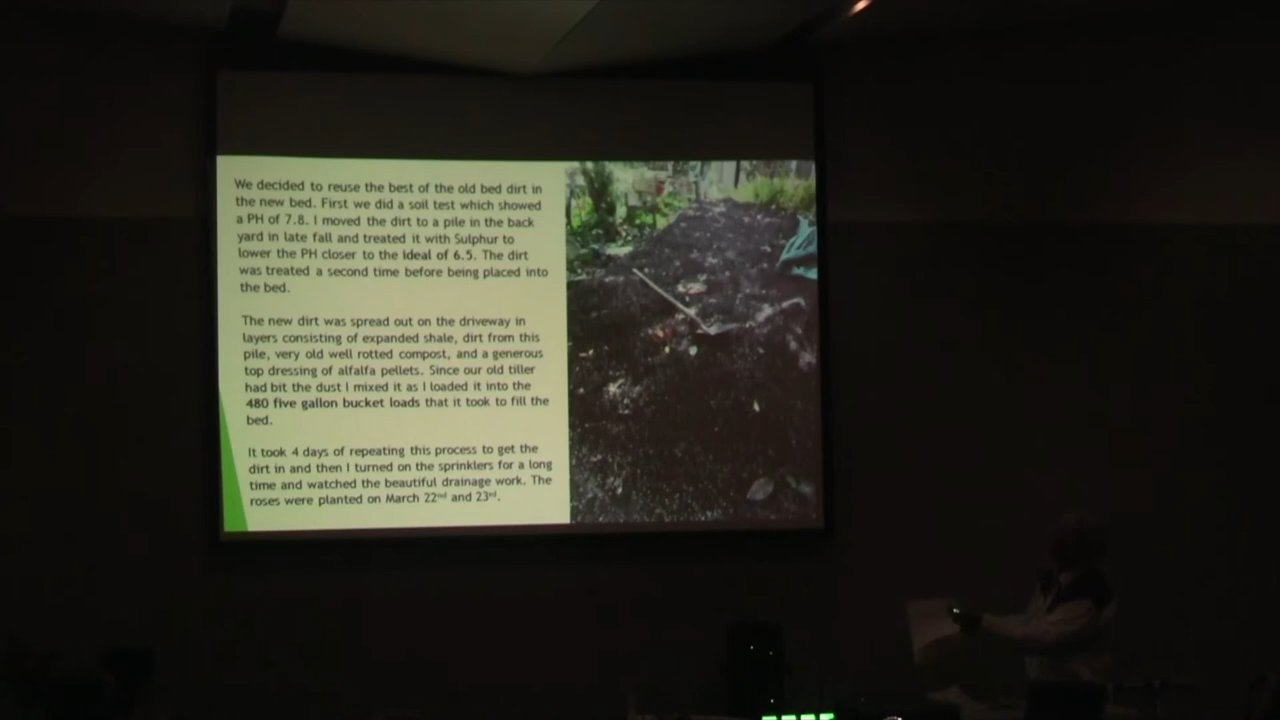 We decided to reuse the best of the old bed dirt in
the new bed. First we did a soil test which showed
a PH of 7.8. I moved the dirt to a pile in the back
yard in late fall and treated it with Sulphur to
lower the PH closer to the ideal of 6.5. The dirt
was treated a second time before being placed into
the bed.
The new dirt was spread out on the driveway in
layers consisting of expanded shale, dirt from this
pile, very old well rotted compost, and a generous
top dressing of alfalfa pellets. Since our old tiller
had bit the dust I mixed it as I loaded it into the
480 five gallon bucket loads that it took to fill the
bed.
It took 4 days of repeating this process to get the
dirt in and then I turned on the sprinklers for a long
time and watched the beautiful drainage work. The
roses were planted on March 22nd and 23rd.